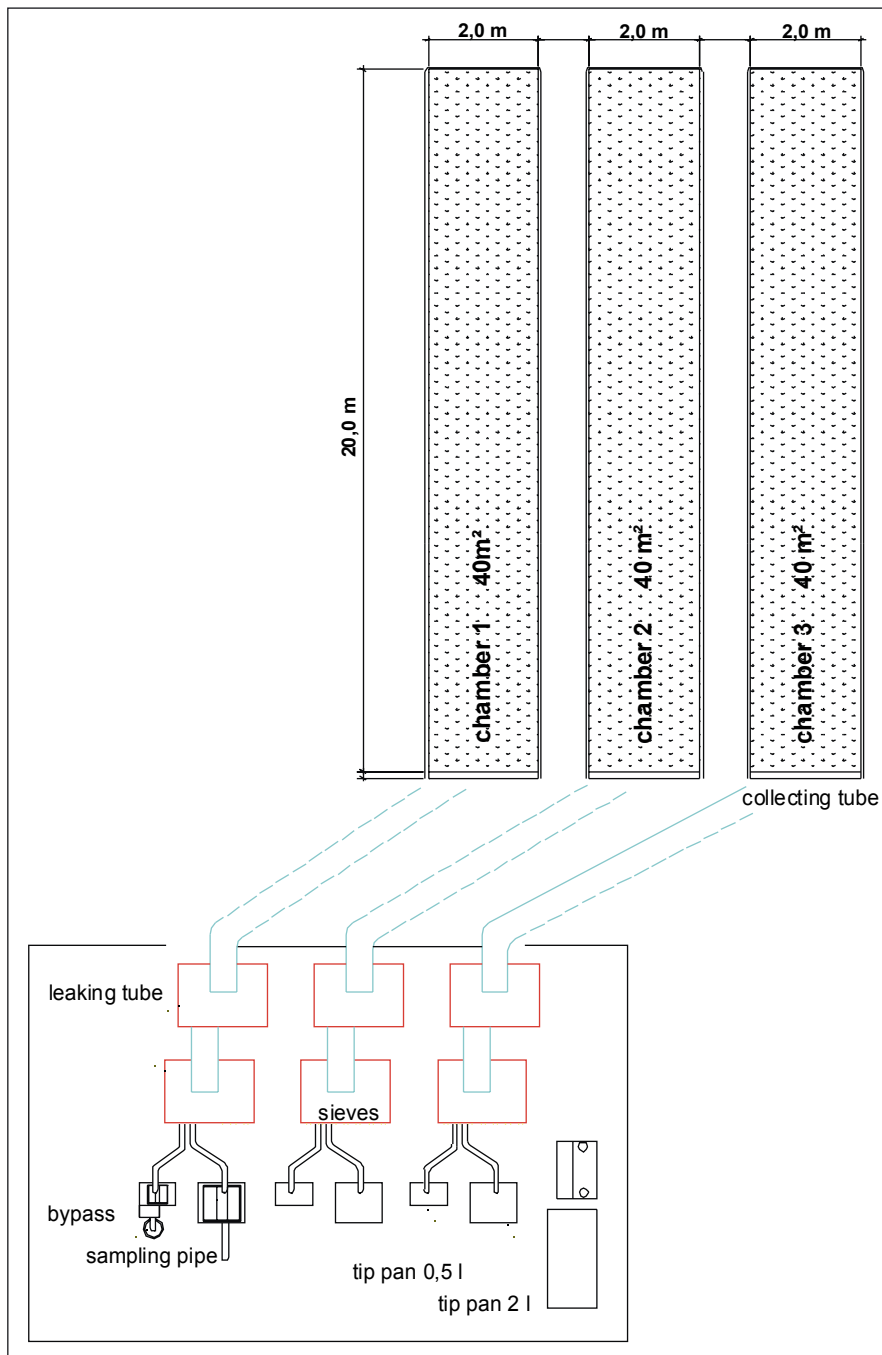 2,0 m
2,0 m
2,0 m
20,0 m
chamber 1 40m²
chamber 2 40 m²
chamber 3 40 m²
collecting tube
leaking tube
sieves
bypass
sampling pipe
tip pan 0,5 l
tip pan 2 l